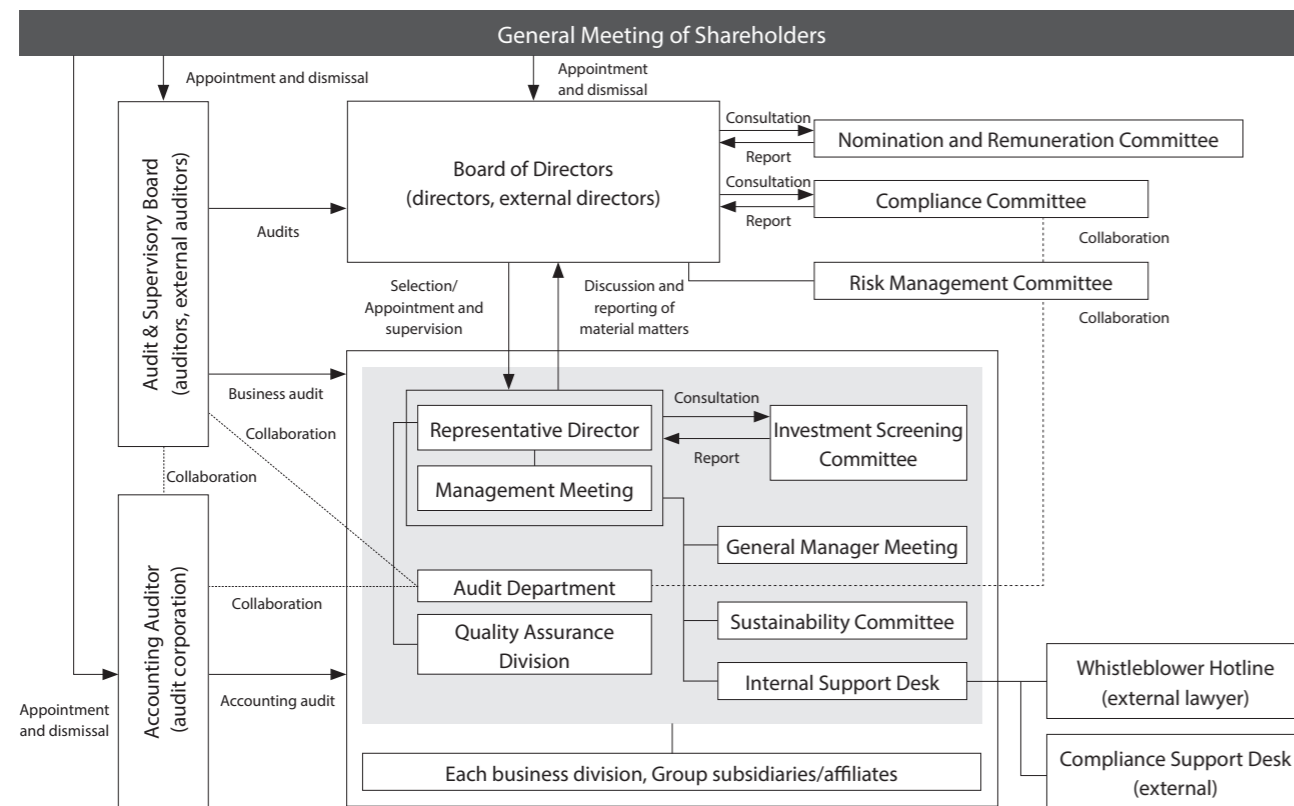 General Meeting of Shareholders
Appointment and dismissal
Appointment
and dismissal
Audit & Supervisory Board
(auditors, external auditors)
Board of Directors
(directors, external directors)
Consultation
Report
Nomination and Remuneration Committee
Consultation
Report
Compliance Committee
Audits
Collaboration
Risk Management Committee
Collaboration
Selection/
Appointment and
supervision
Discussion and
reporting of
material matters
Business audit
Collaboration
Collaboration
Representative Director
Management Meeting
Consultation
Report
Investment Screening
Committee
General Manager Meeting
Accounting Auditor
(audit corporation)
Collaboration
Audit Department
Quality Assurance
Division
Sustainability Committee
Internal Support Desk
Whistleblower Hotline
(external lawyer)
Appointment
and dismissal
Accounting audit
Compliance Support Desk
(external)
Each business division, Group subsidiaries/affiliates